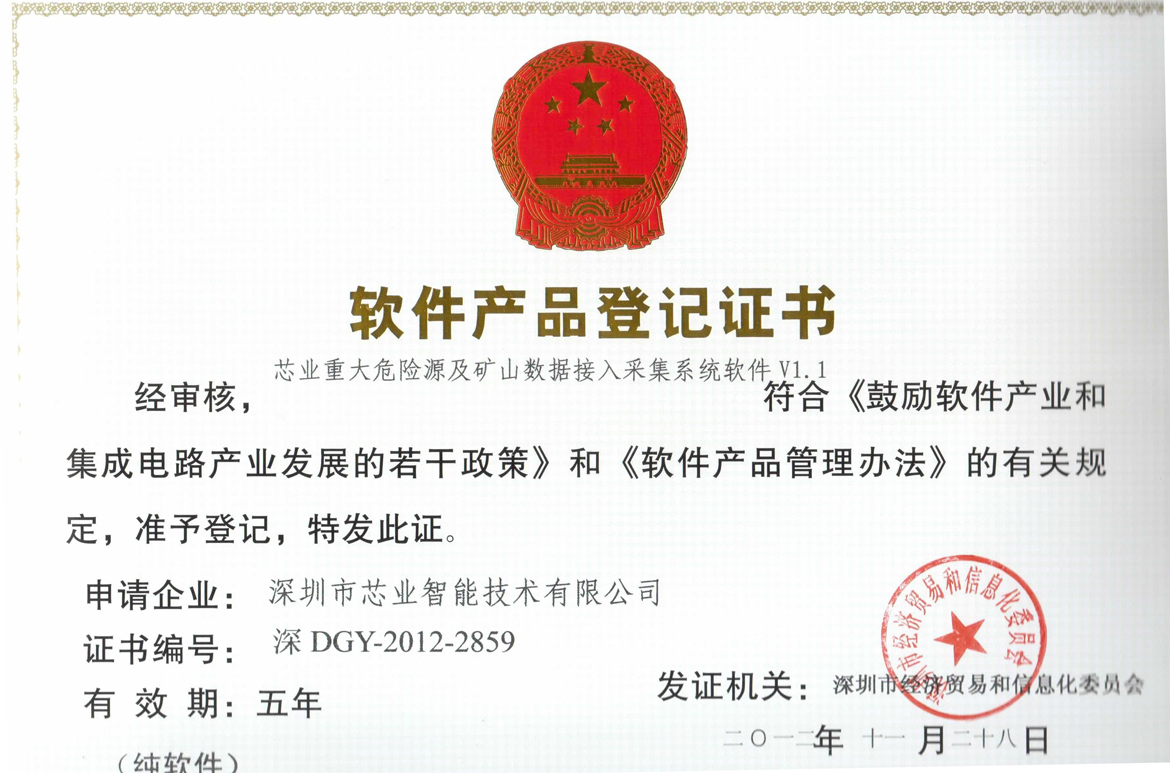 软件产品登记证书
芯业重大危险源及矿山数据接入采集系统软件 V1.1
经审核， 符合《鼓励软件产业和
集成电路产业发展的若干政策》和《软件产品管理办法》的有关规
定，准予登记，特发此证。
申请企业： 深圳市芯业智能技术有限公司
证书编号： 深 DGY-2012-2859
有 效 期： 五年
（纯软件）
深圳市经济贸易和信息化委员会
发证机关： 深圳市经济贸易和信息化委员会
二〇一二年 十一 月二十八日